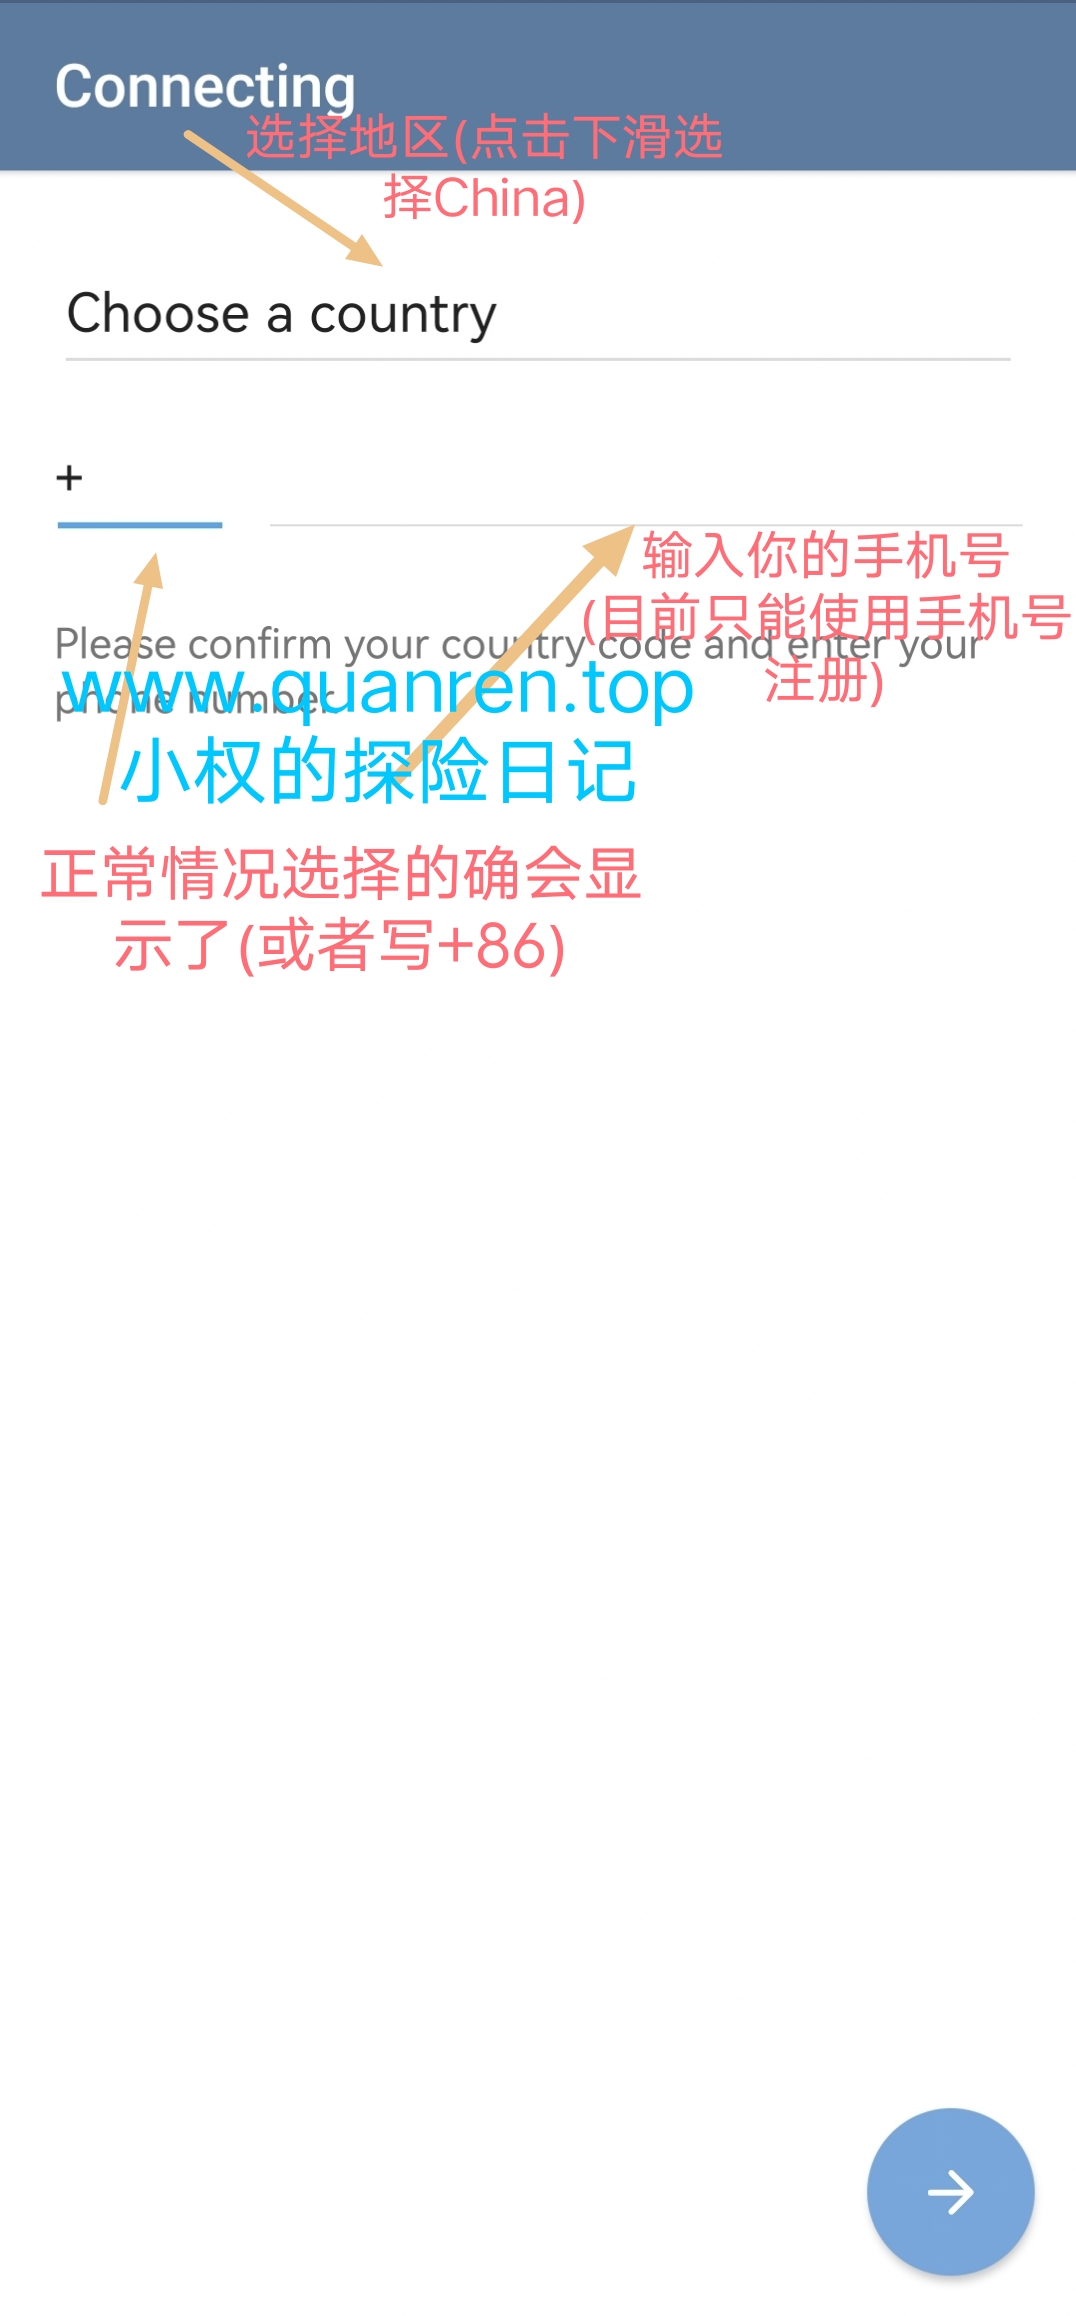 Connecting
选择地区(点击下滑选
择China)
Choose a country
+
输入你的手机号
(目前只能使用手机号
注册)
Please confirm your country code and enter your
phone number.
www.quanren.top
小权的探险日记
正常情况选择的确会显
示了(或者写+86)